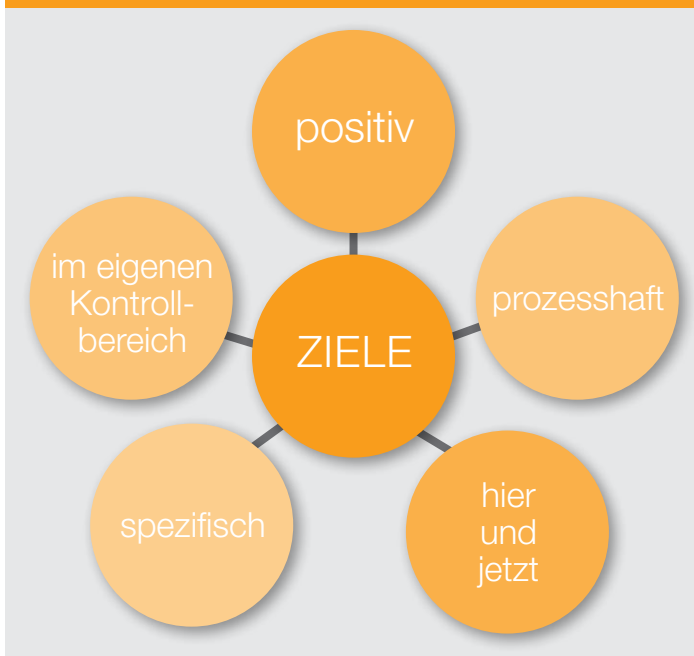 positiv
im eigenen
Kontroll-
bereich
prozesshaft
ZIELE
spezifisch
hier
und
jetzt